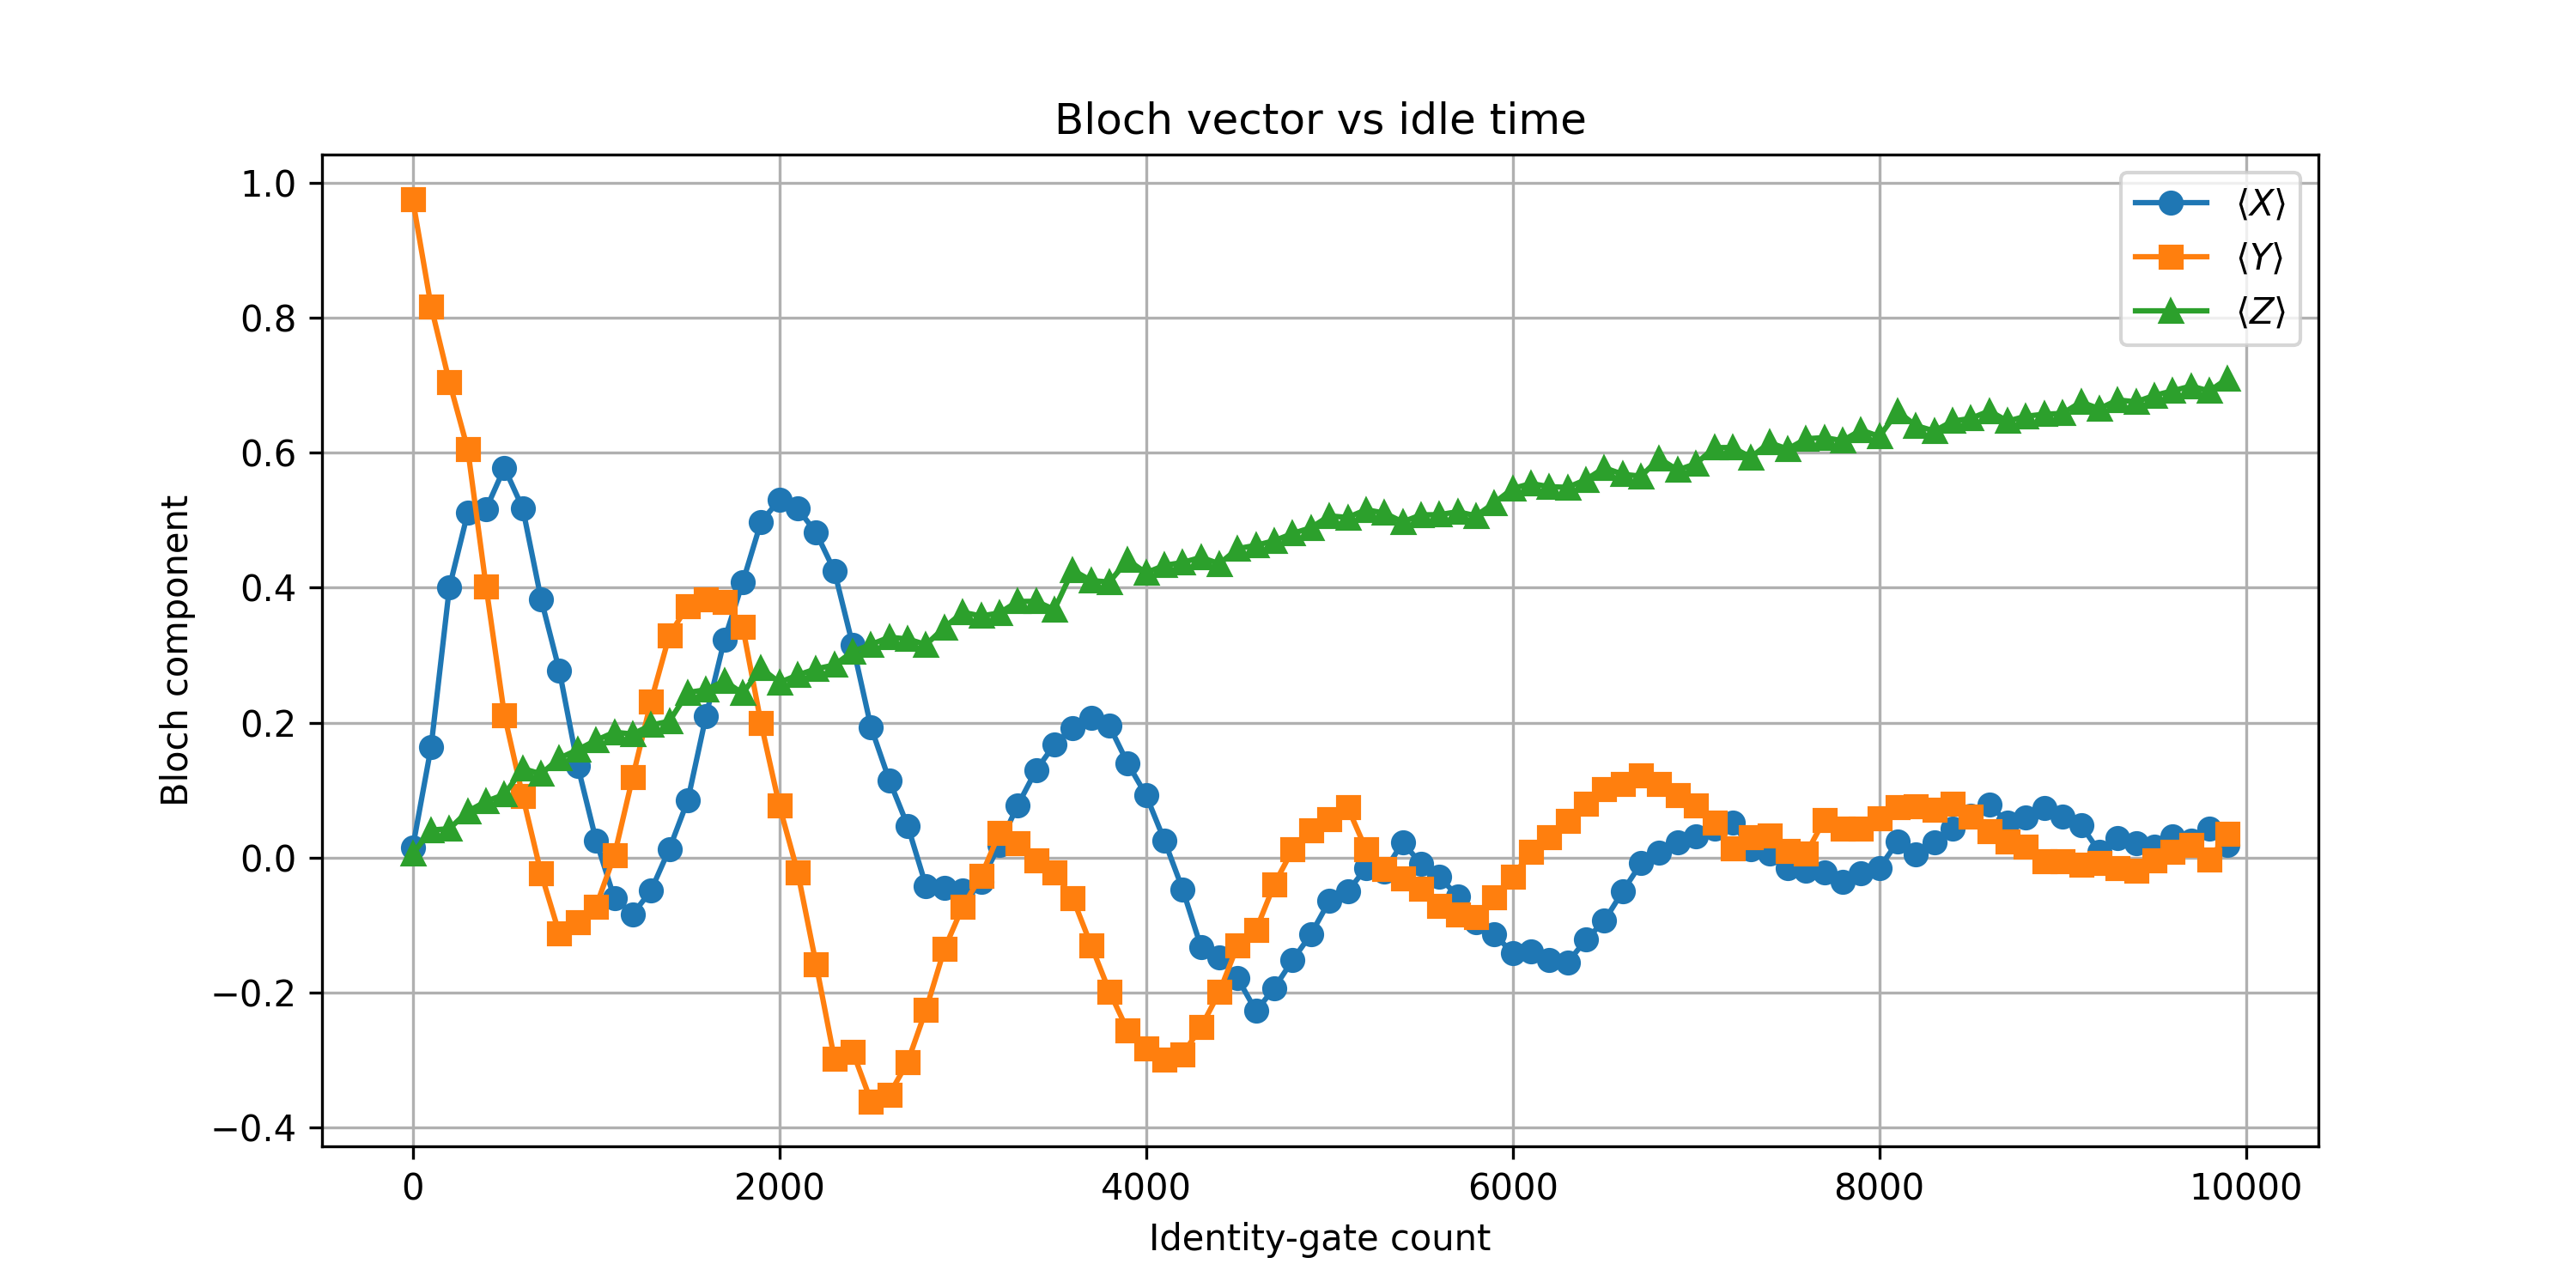 Bloch vector vs idle time
1.0
0.8
0.6
0.4
0.2
0.0
−0.2
−0.4
Bloch component
⟨X⟩
⟨Y⟩
⟨Z⟩
0 2000 4000 6000 8000 10000
Identity-gate count